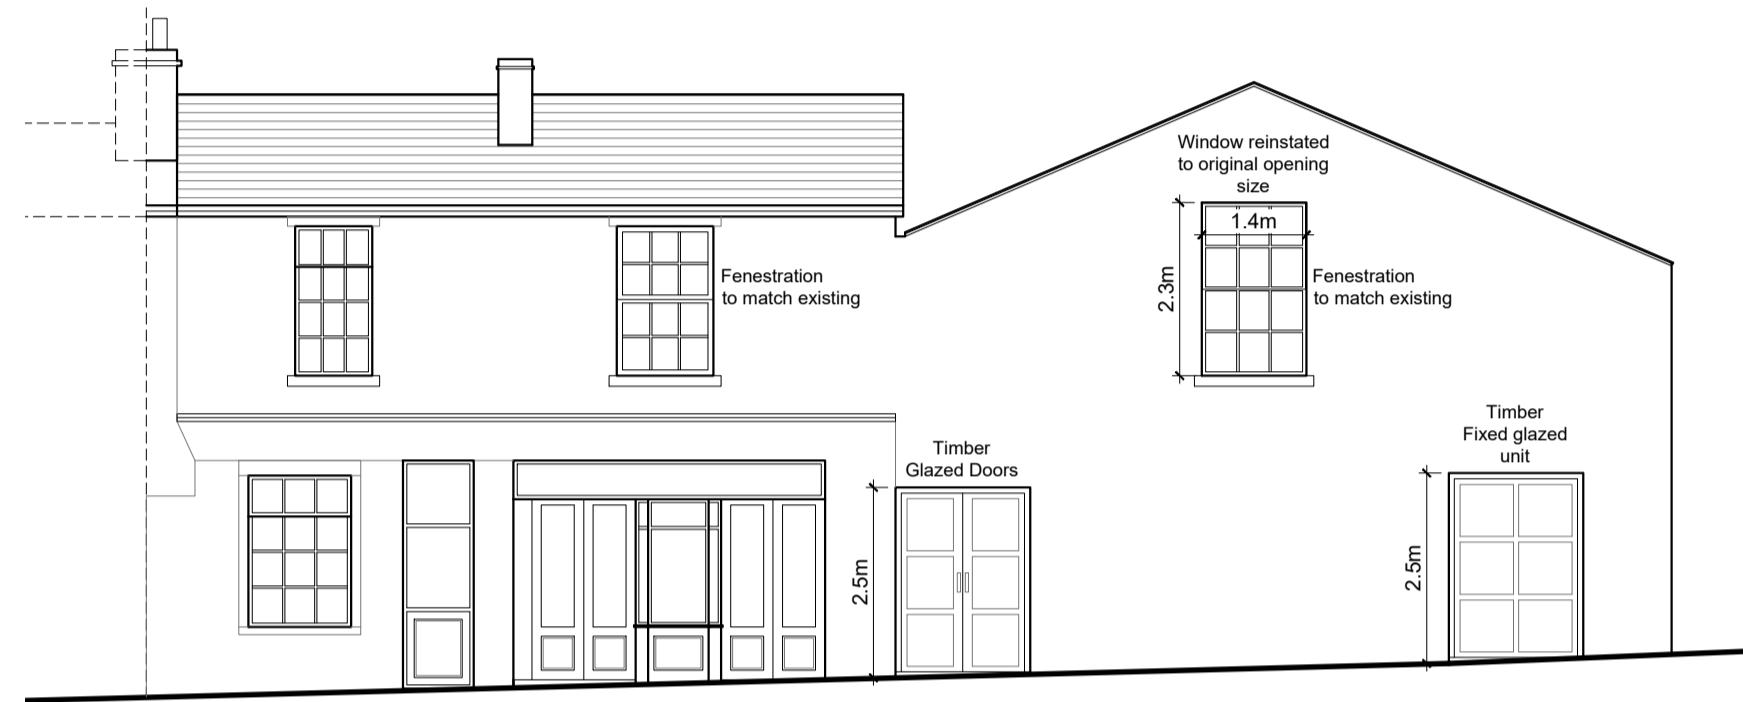 Window reinstated
to original opening
size
1.4m
2.3m
Fenestration
to match existing
Fenestration
to match existing
Timber
Glazed Doors
2.5m
Timber
Fixed glazed
unit
2.5m